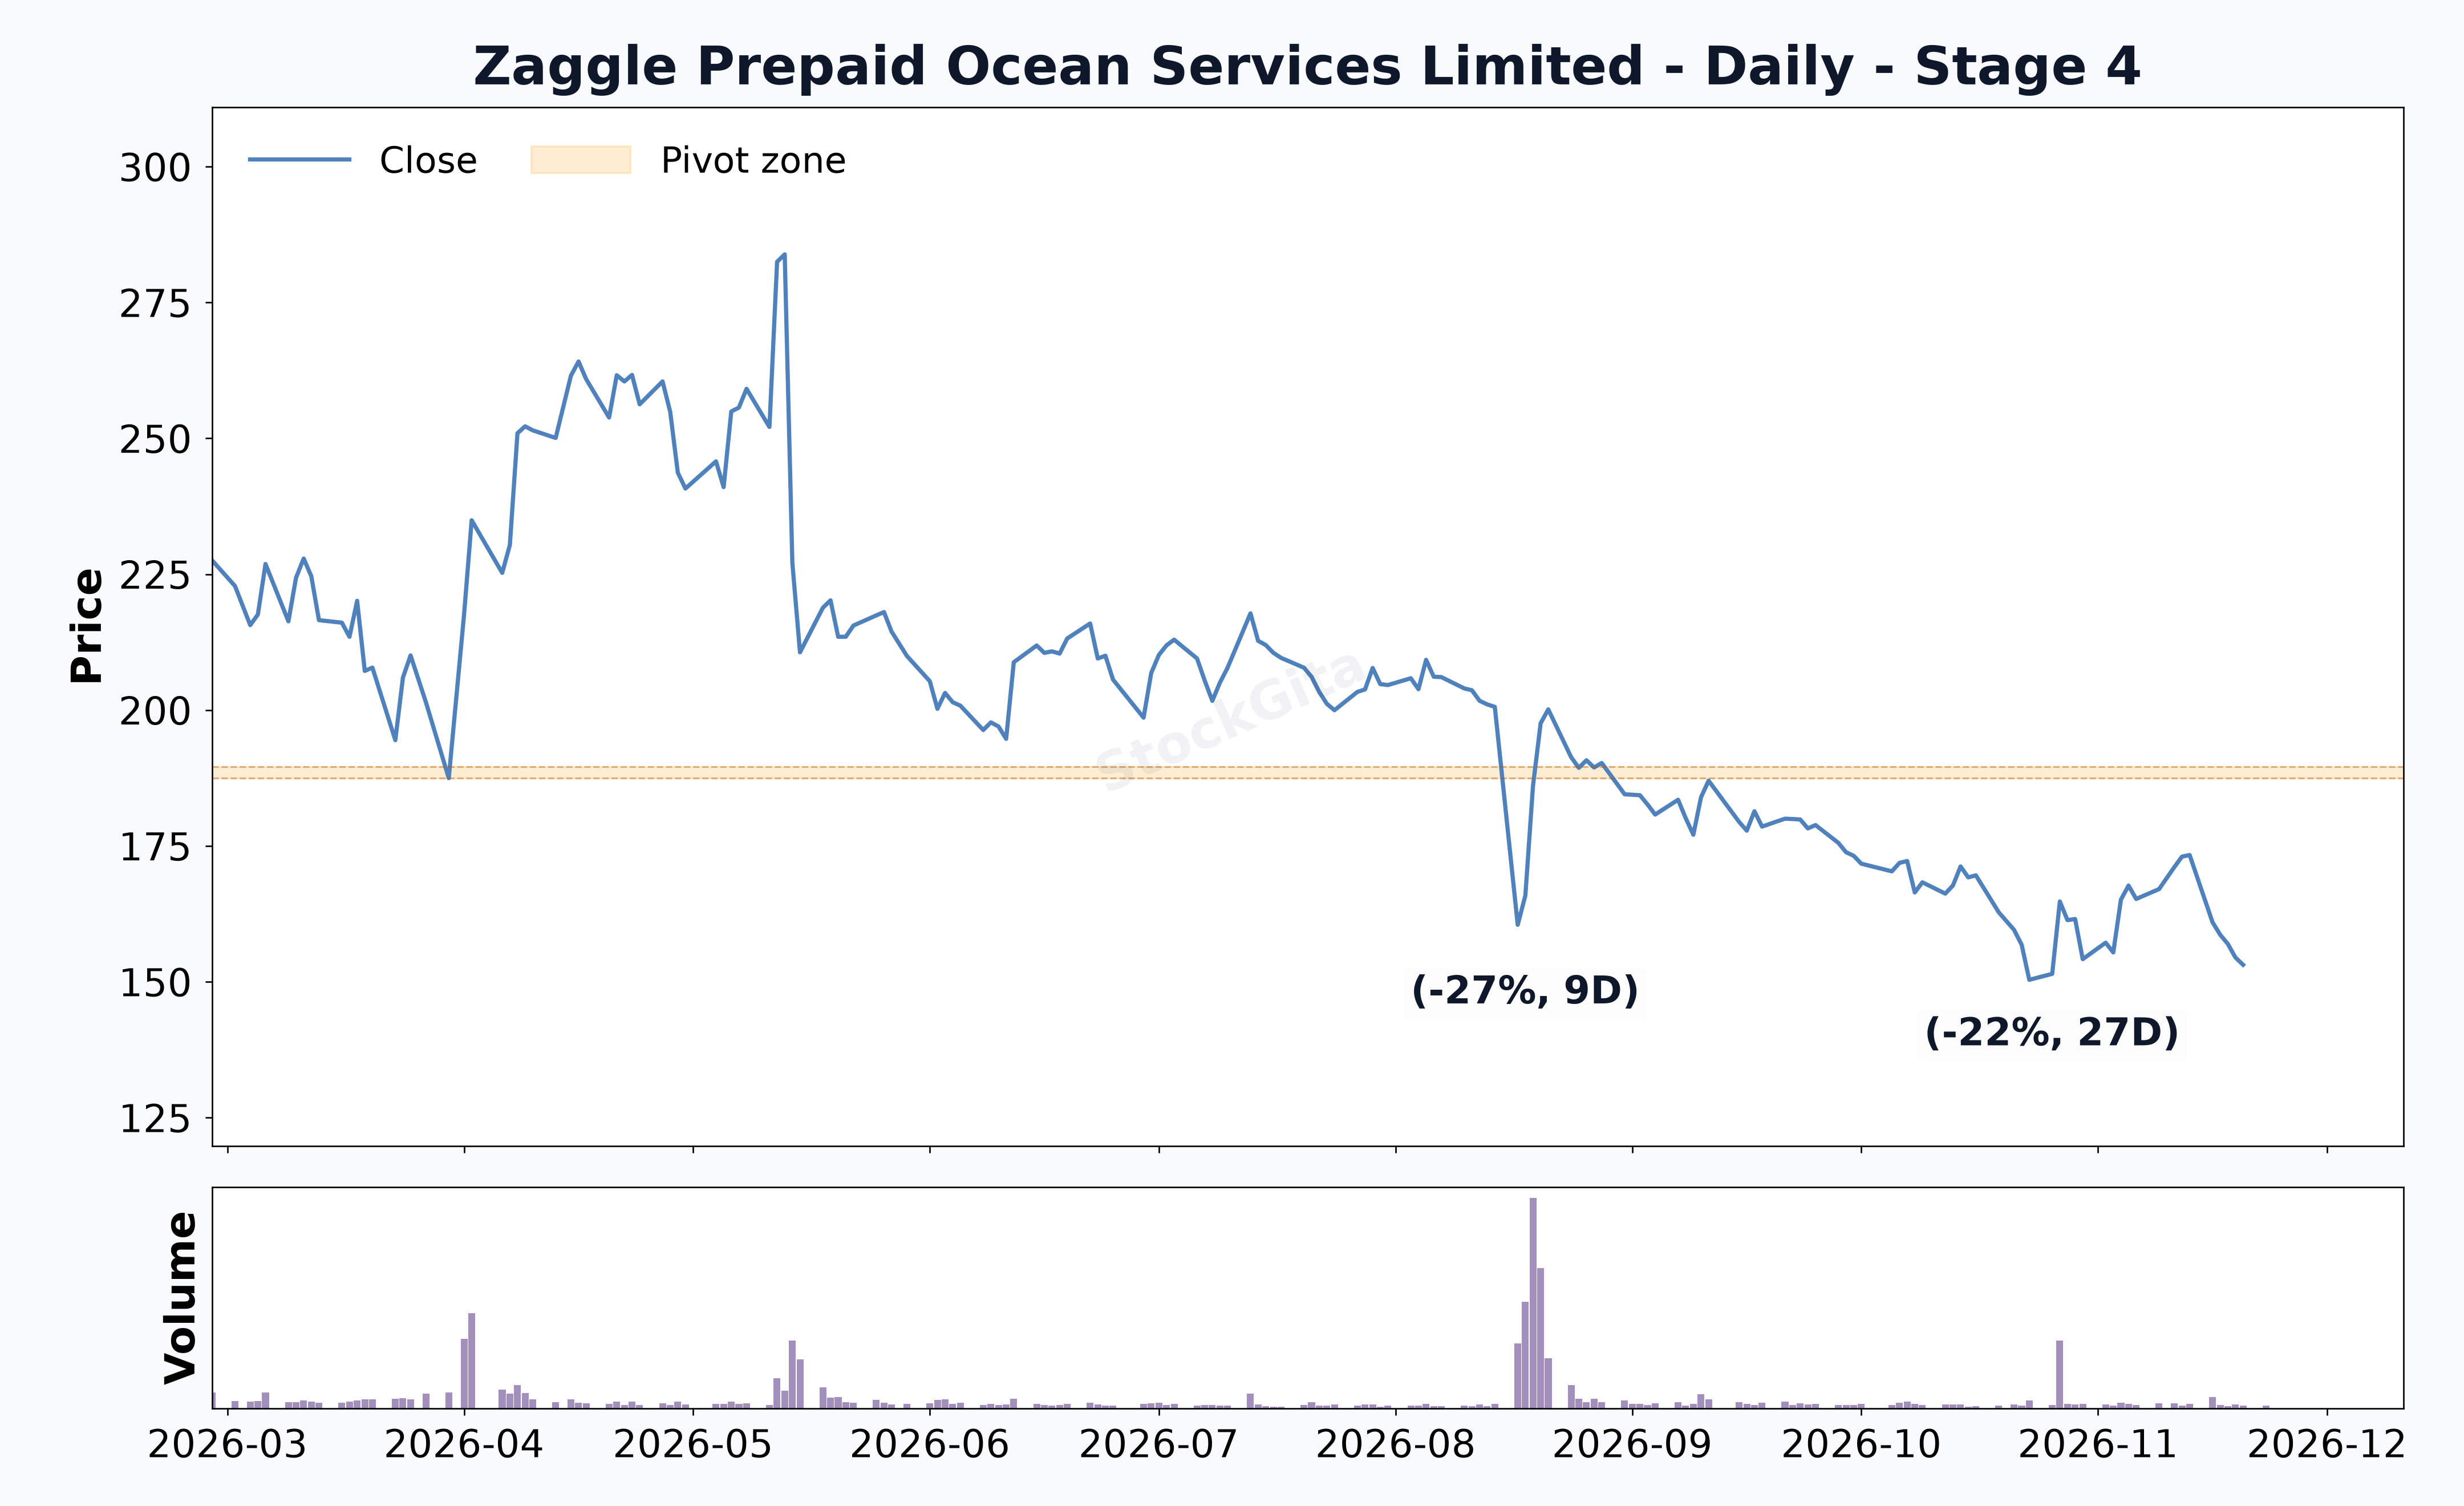 Zaggle Prepaid Ocean Services Limited - Daily - Stage 4
Close
Pivot zone
Price
300
275
250
225
200
175
150
125
StockGita
(-27%, 9D)
(-22%, 27D)
Volume
2026-03
2026-04
2026-05
2026-06
2026-07
2026-08
2026-09
2026-10
2026-11
2026-12